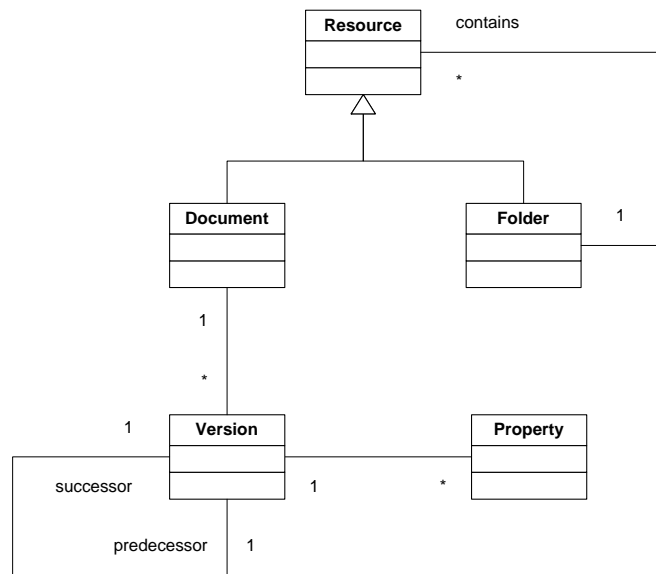 Resource
contains
*
Document
Folder
1
1
*
1
Version
Property
successor
1
*
predecessor
1